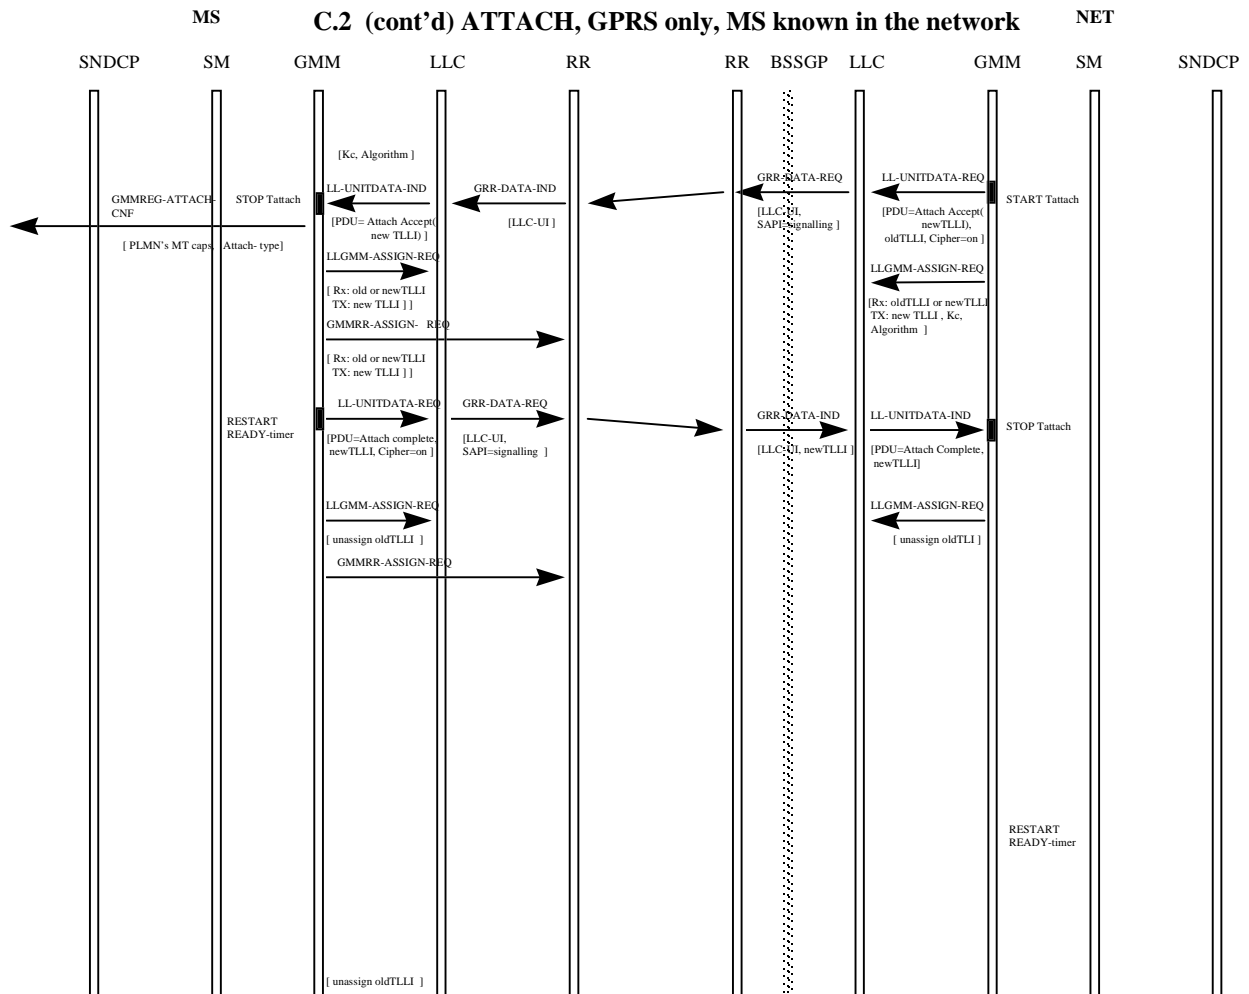 MS
C.2 (cont’d) ATTACH, GPRS only, MS known in the network
NET
SNDCP SM GMM LLC RR RR BSSGP LLC GMM SM SNDCP
[Kc, Algorithm ]
GMMREG-ATTACH-
CNF
STOP Tattach
LL-UNITDATA-IND
GRR-DATA-IND
GRR-DATA-REQ
LL-UNITDATA-REQ
START Tattach
[PDU= Attach Accept(
new TLLI) ]
[LLC-UI ]
[LLC-UI,
SAPI=signalling ]
[PDU=Attach Accept(
newTLLI),
oldTLLI, Cipher=on ]
[ PLMN’s MT caps, Attach- type]
LLGMM-ASSIGN-REQ
LLGMM-ASSIGN-REQ
[ Rx: old or newTLLI
TX: new TLLI ] ]
[Rx: oldTLLI or newTLLI
TX: new TLLI , Kc,
Algorithm ]
GMMRR-ASSIGN- REQ
[ Rx: old or newTLLI
TX: new TLLI ] ]
RESTART
READY-timer
LL-UNITDATA-REQ
GRR-DATA-REQ
GRR-DATA-IND
LL-UNITDATA-IND
STOP Tattach
[PDU=Attach complete,
newTLLI, Cipher=on ]
[LLC-UI,
SAPI=signalling ]
[LLC-UI, newTLLI ]
[PDU=Attach Complete,
newTLLI]
LLGMM-ASSIGN-REQ
LLGMM-ASSIGN-REQ
[ unassign oldTLLI ]
[ unassign oldTLI ]
GMMRR-ASSIGN-REQ
RESTART
READY-timer
[ unassign oldTLLI ]